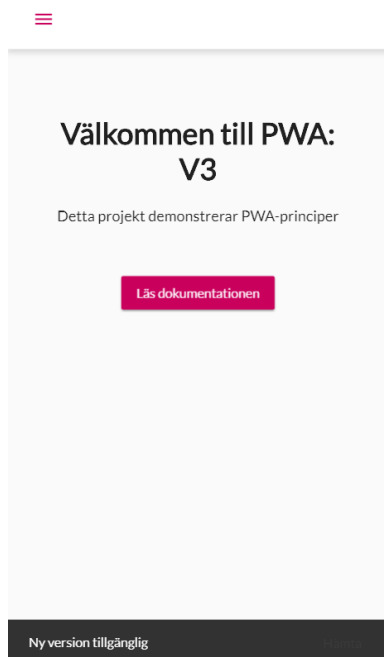 Välkommen till PWA:
V3
Detta projekt demonstrerar PWA-principer
Läs dokumentationen
Ny version tillgänglig